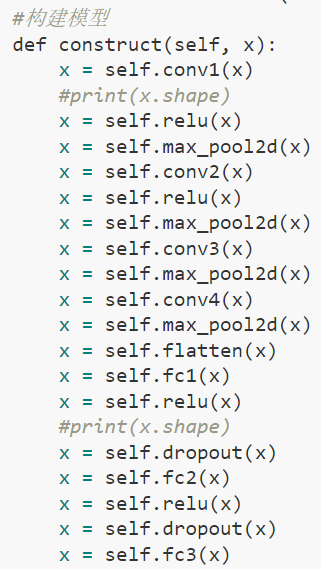 #构建模型
def construct(self, x):
    x = self.conv1(x)
    #print(x.shape)
    x = self.relu(x)
    x = self.max_pool2d(x)
    x = self.conv2(x)
    x = self.relu(x)
    x = self.max_pool2d(x)
    x = self.conv3(x)
    x = self.max_pool2d(x)
    x = self.conv4(x)
    x = self.max_pool2d(x)
    x = self.flatten(x)
    x = self.fc1(x)
    x = self.relu(x)
    #print(x.shape)
    x = self.dropout(x)
    x = self.fc2(x)
    x = self.relu(x)
    x = self.dropout(x)
    x = self.fc3(x)